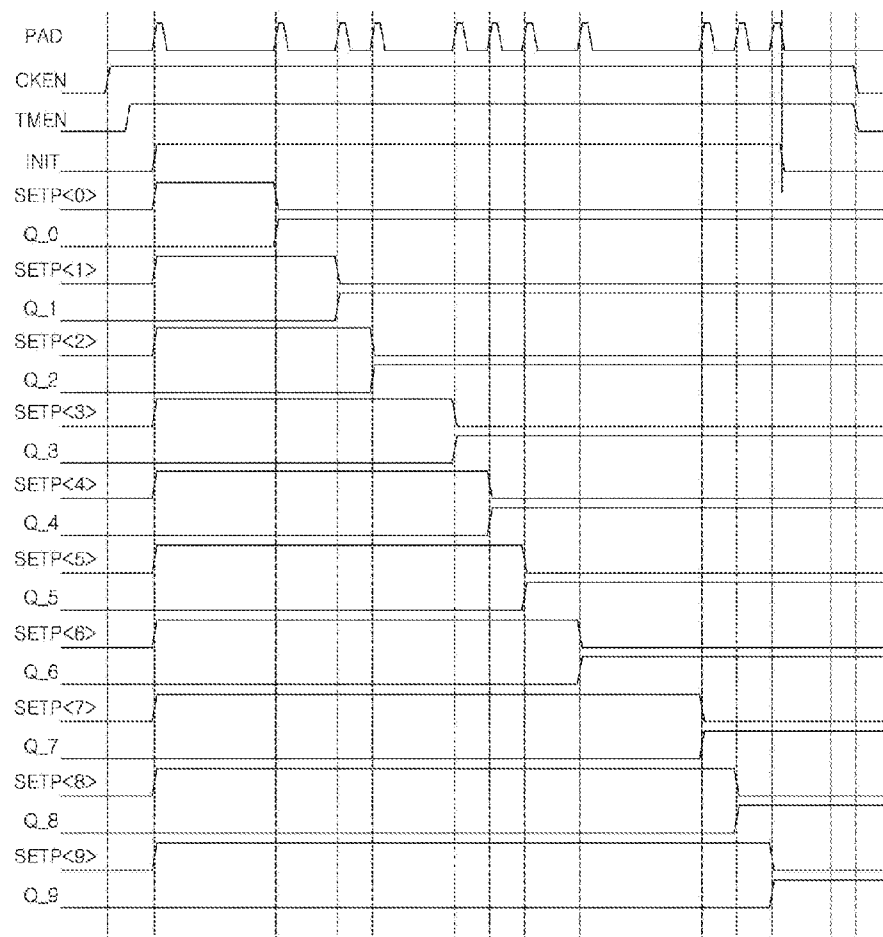 PAD
CKEN
TMEN
INIT
SETP<0>
Q_0
SETP<1>
Q_1
SETP<2>
Q_2
SETP<3>
Q_3
SETP<4>
Q_4
SETP<5>
Q_5
SETP<6>
Q_6
SETP<7>
Q_7
SETP<8>
Q_8
SETP<9>
Q_9